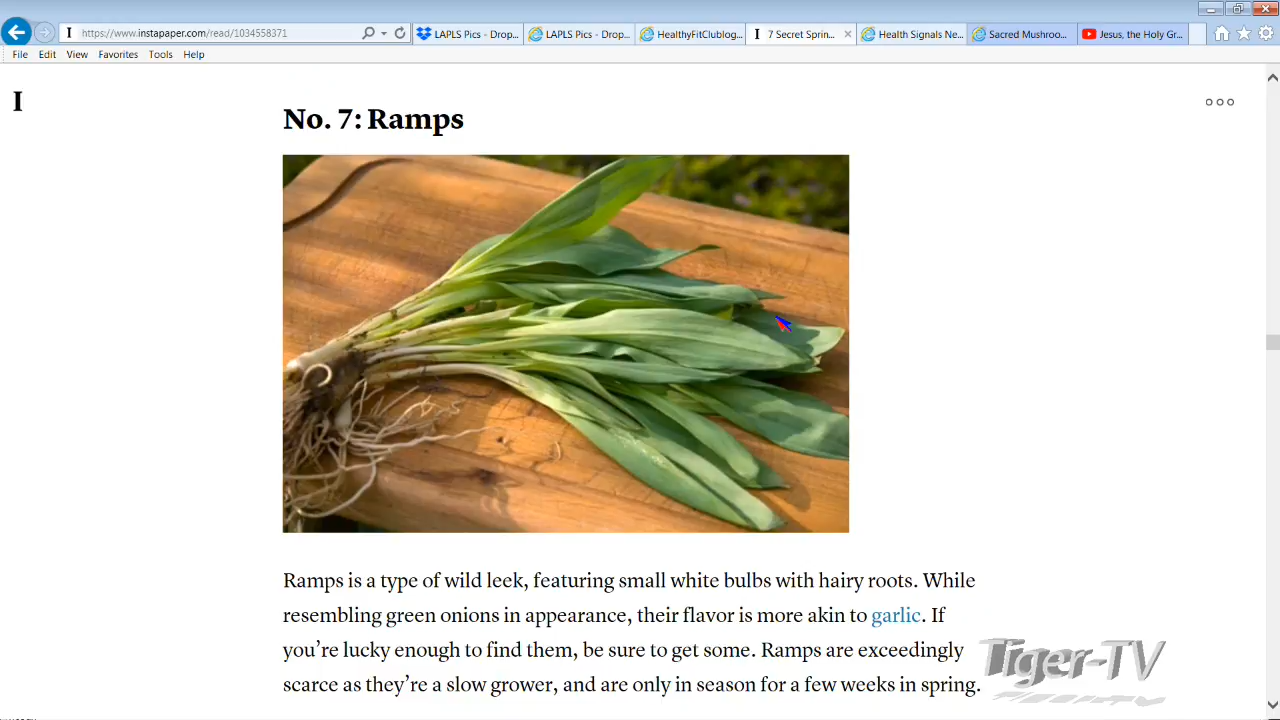 https://www.instapaper.com/read/1034558371
LAPLS Pics - Drop...
LAPLS Pics - Drop...
HealthyFitClublog...
7 Secret Sprin...
Health Signals Ne...
Sacred Mushroo...
Jesus, the Holy Gr...
File Edit View Favorites Tools Help
I
No. 7: Ramps
Ramps is a type of wild leek, featuring small white bulbs with hairy roots. While
resembling green onions in appearance, their flavor is more akin to garlic. If
you’re lucky enough to find them, be sure to get some. Ramps are exceedingly
scarce as they’re a slow grower, and are only in season for a few weeks in spring.
Tiger-TV